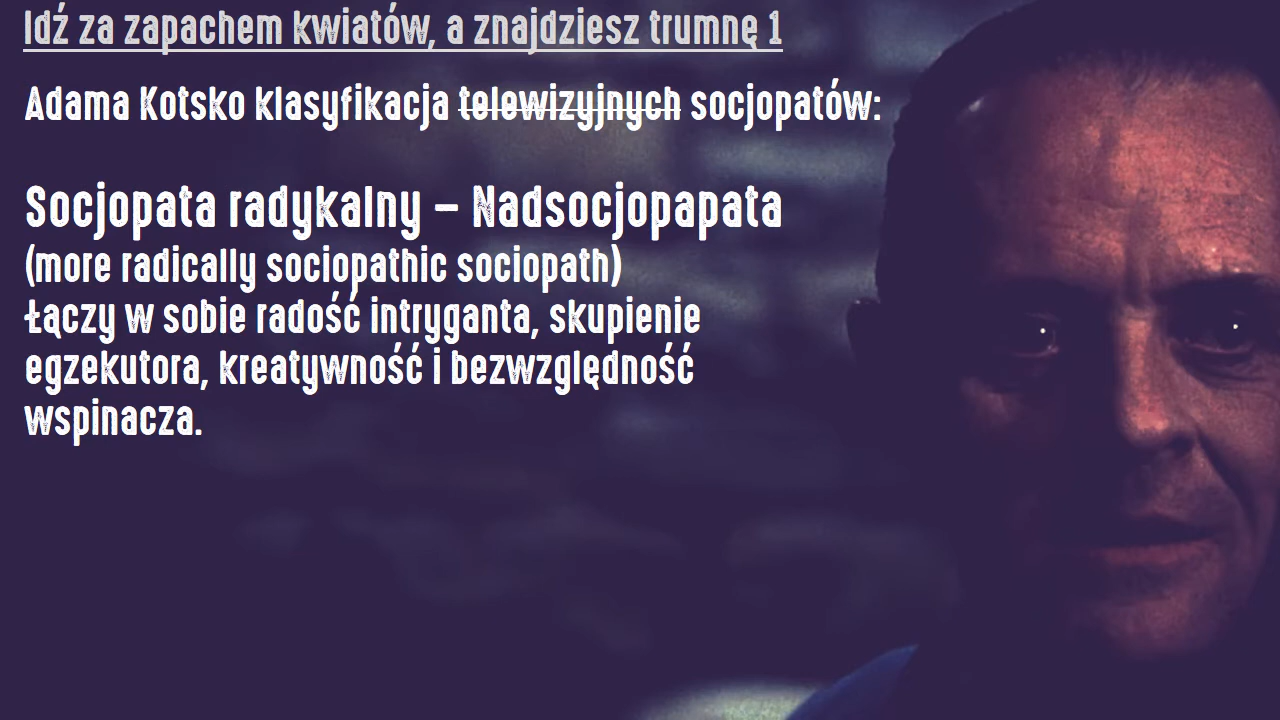 Idź za zapachem kwiatów, a znajdziesz trumnę 1
Adama Kotsko klasyfikacja telewizyjnych socjopatów:
Socjopata radykalny – Nadsocjopapata
(more radically sociopathic sociopath)
Łączy w sobie radość intryganta, skupienie
egzekutora, kreatywność i bezwzględność
wspinacza.